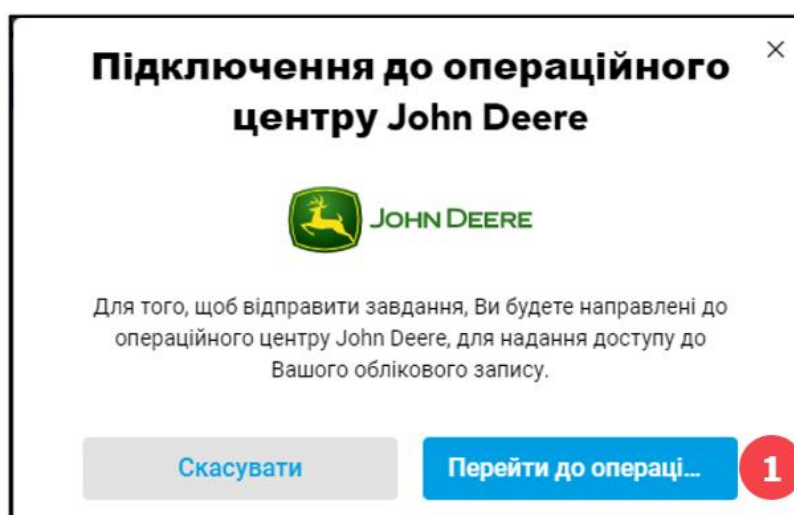 Підключення до операційного
центру John Deere
JOHN DEERE
Для того, щоб відправити завдання, Ви будете направлені до
операційного центру John Deere, для надання доступу до
Вашого облікового запису.
Скасувати
Перейти до операці...
1